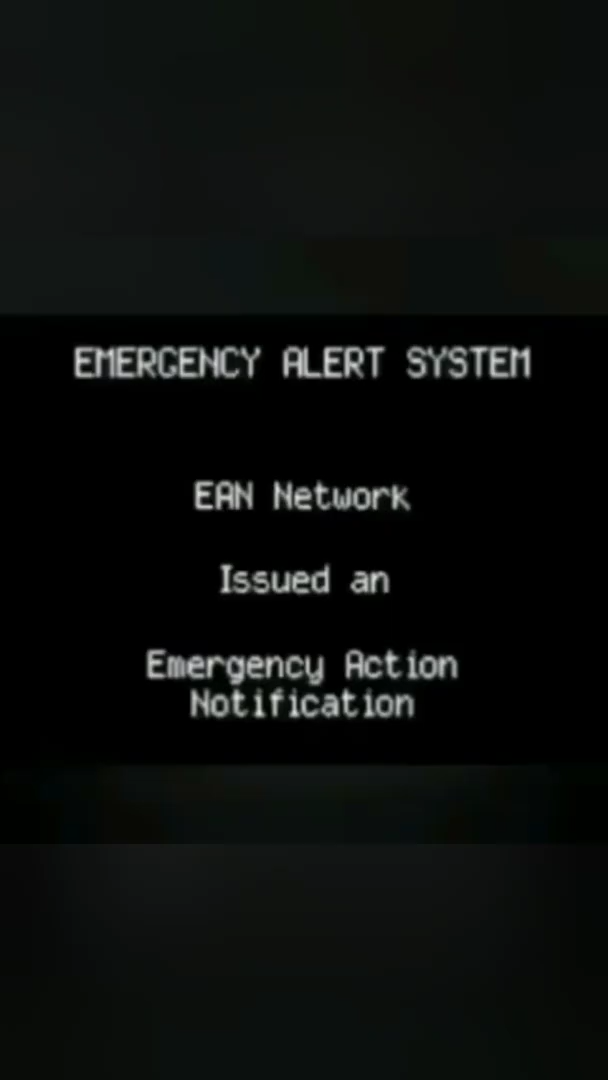 EMERGENCY ALERT SYSTEM
EAN Network
Issued an
Emergency Action
Notification